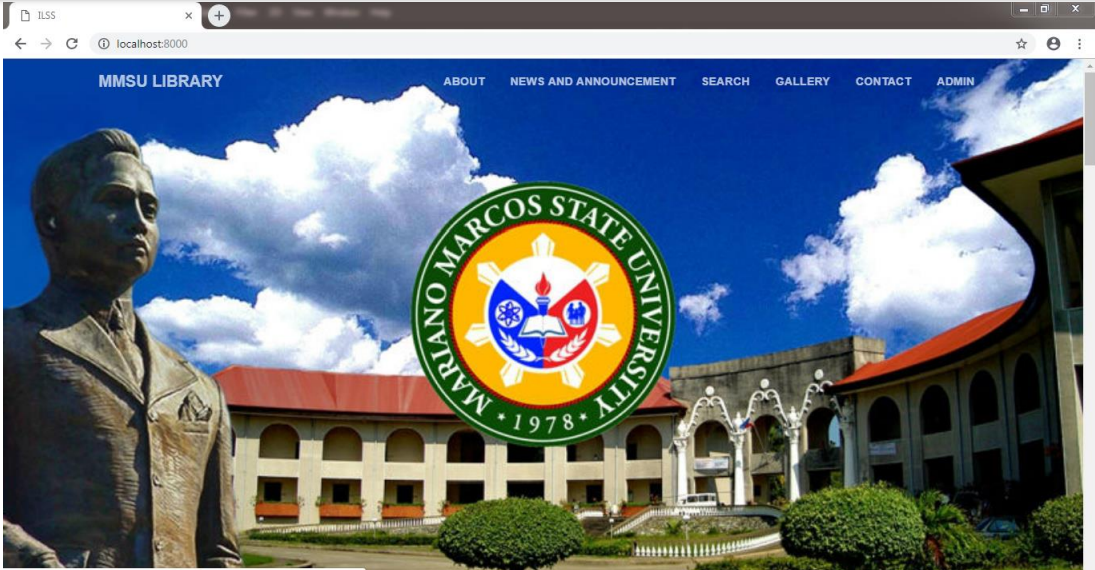 ILSS
localhost:8000
MMSU LIBRARY
ABOUT
NEWS AND ANNOUNCEMENT
SEARCH
GALLERY
CONTACT
ADMIN
MARIANO MARCOS STATE UNIVERSITY
1978